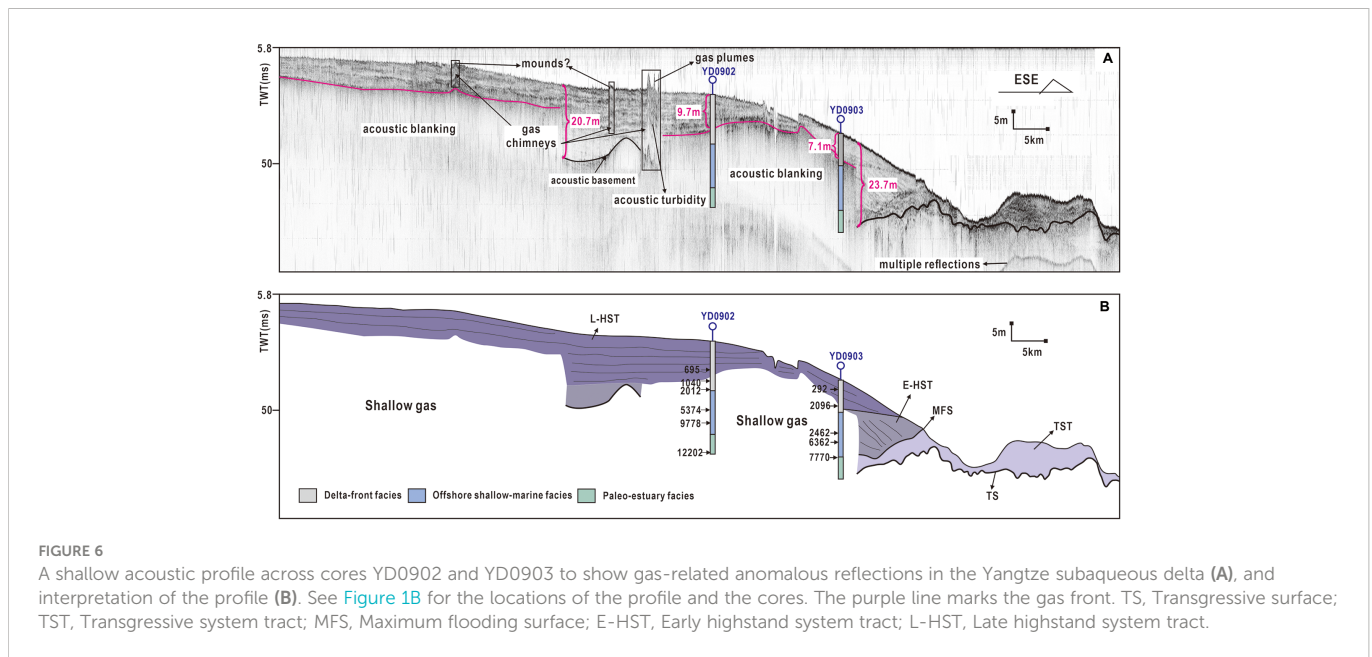 5.8
A
mounds?
gas plumes
YD0902
ESE
TWT(ms)
20.7m
9.7m
YD0903
5m
5km
acoustic blanking
gas
chimneys
7.1m
50
acoustic basement
acoustic blanking
23.7m
acoustic turbidity
multiple reflections
5.8
B
L-HST
YD0902
TWT(ms)
5m
5km
YD0903
695
1040
2012
292
E-HST
2096
MFS
50
Shallow gas
5374
9778
Shallow gas
2462
6362
TST
12202
7770
TS
Delta-front facies
Offshore shallow-marine facies
Paleo-estuary facies
FIGURE 6
A shallow acoustic profile across cores YD0902 and YD0903 to show gas-related anomalous reflections in the Yangtze subaqueous delta (A), and
interpretation of the profile (B). See Figure 1B for the locations of the profile and the cores. The purple line marks the gas front. TS, Transgressive surface;
TST, Transgressive system tract; MFS, Maximum flooding surface; E-HST, Early highstand system tract; L-HST, Late highstand system tract.